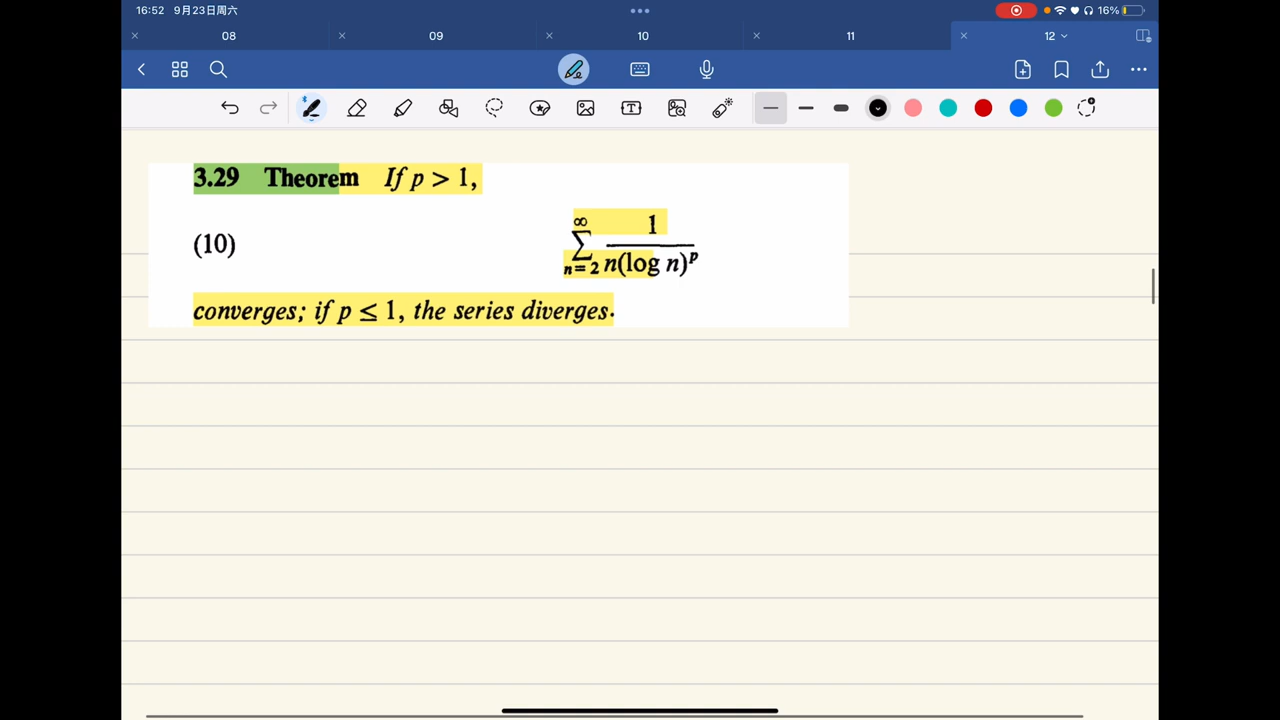 16:52 9月23日周六
16%
08 09 10 11 12
3.29 Theorem If p > 1,
(10) ∑_{n=2}^{∞} 1/(n(log n)^p)
converges; if p ≤ 1, the series diverges.